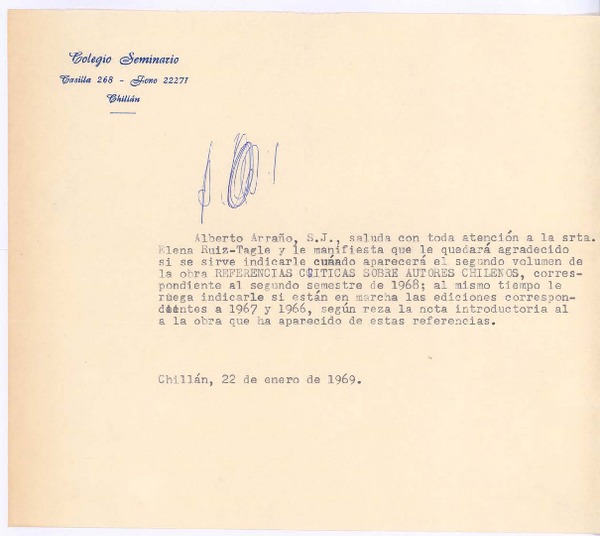 Colegio Seminario
Casilla 268 - Fono 22271
Chillán
Alberto Arraño, S.J., saluda con toda atención a la srta.
Elena Ruiz-Tagle y le manifiesta que le quedará agradecido
si se sirve indicarle cuándo aparecerá el segundo volumen de
la obra REFERENCIAS CRITICAS SOBRE AUTORES CHILENOS, corres-
pondiente al segundo semestre de 1968; al mismo tiempo le
ruega indicarle si están en marcha las ediciones correspon-
dientes a 1967 y 1966, según reza la nota introductoria al
a la obra que ha aparecido de estas referencias.
Chillán, 22 de enero de 1969.